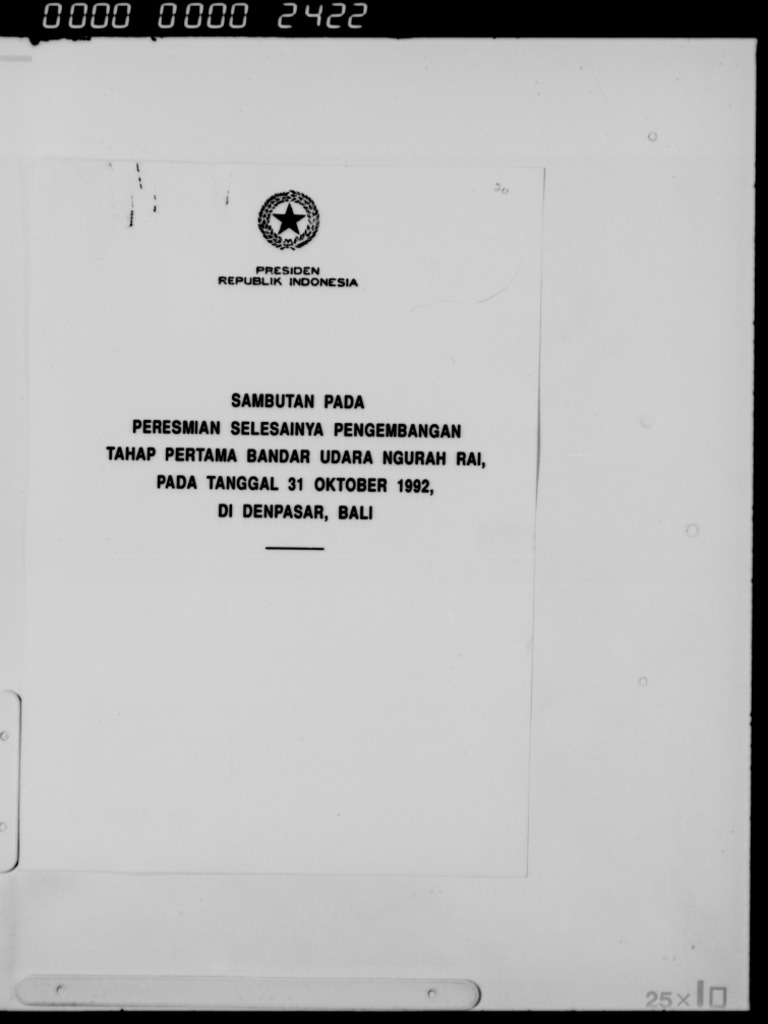 0000 0000 2422
20
PRESIDEN
REPUBLIK INDONESIA
SAMBUTAN PADA
PERESMIAN SELESAINYA PENGEMBANGAN
TAHAP PERTAMA BANDAR UDARA NGURAH RAI,
PADA TANGGAL 31 OKTOBER 1992,
DI DENPASAR, BALI
25×